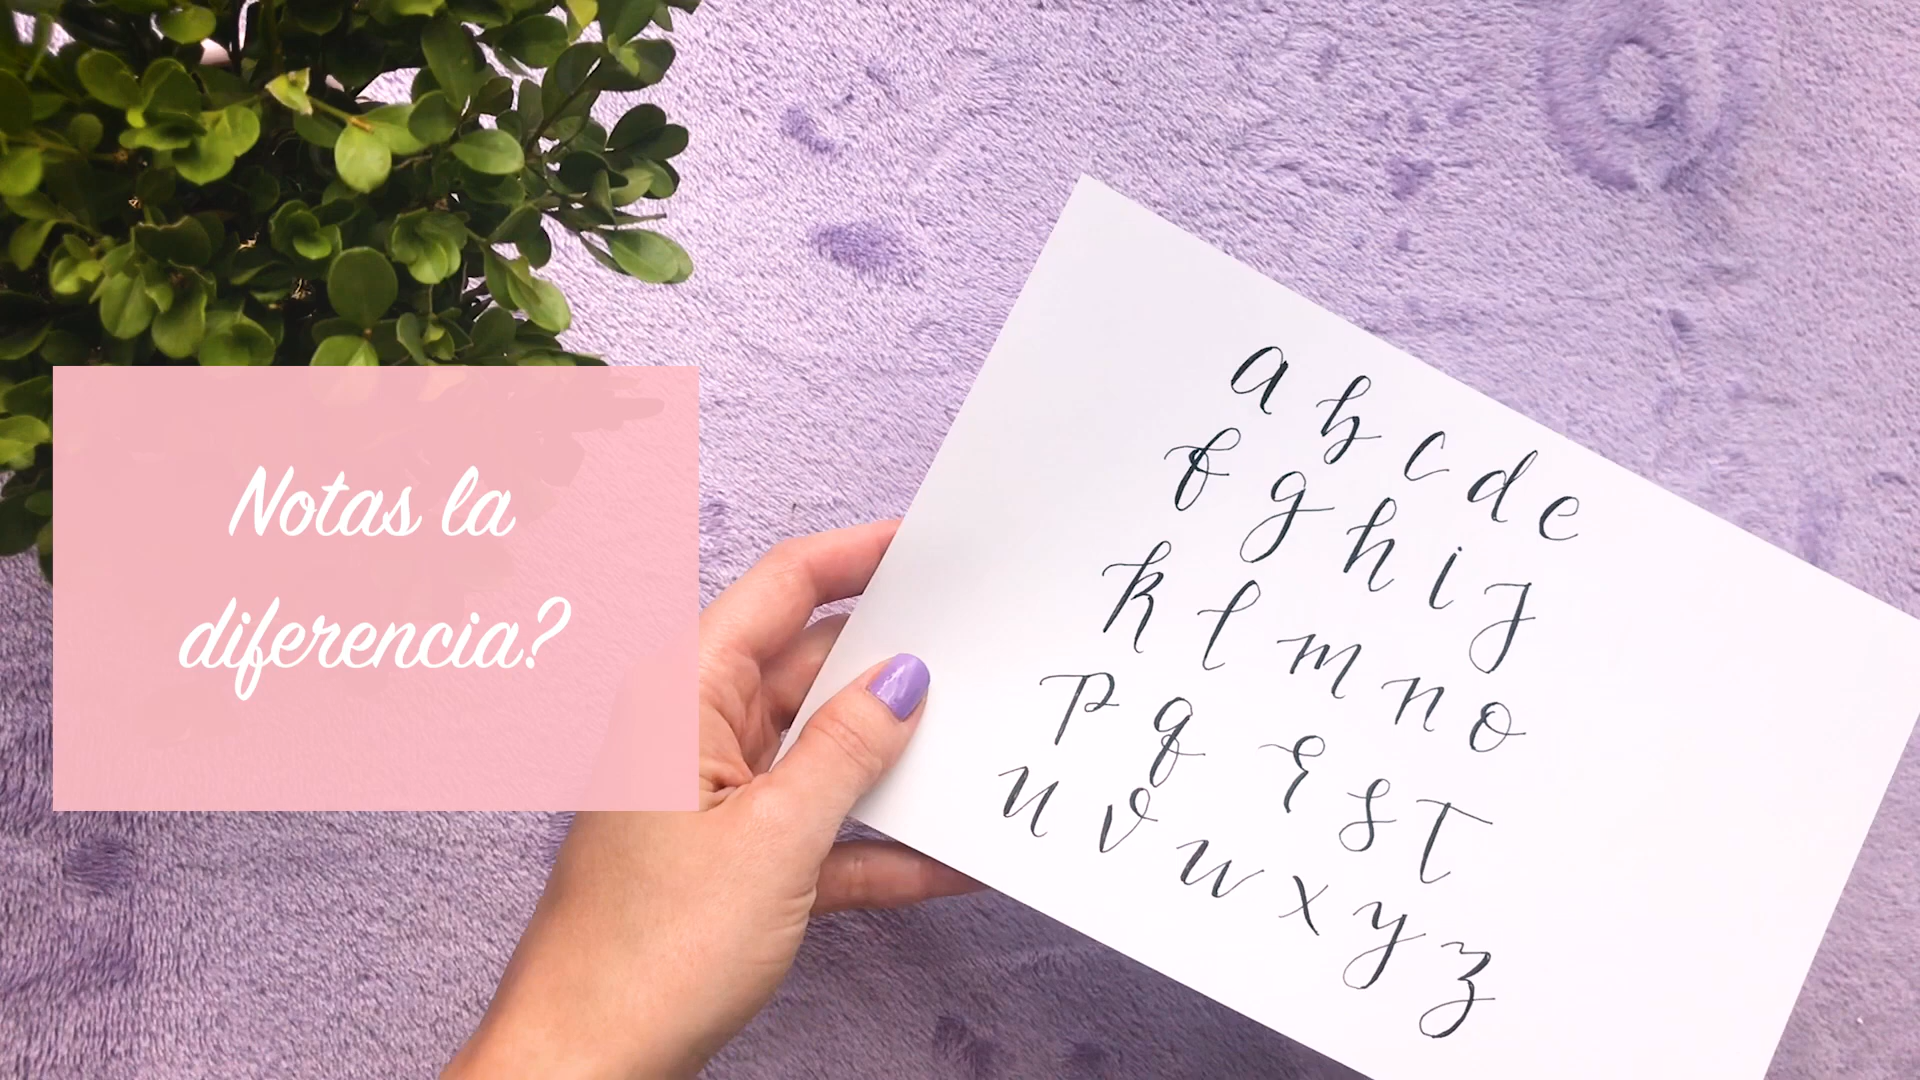 Notas la
diferencia?
a b c d e
f g h i j
k l m n o
p q r s t
u v w x y z